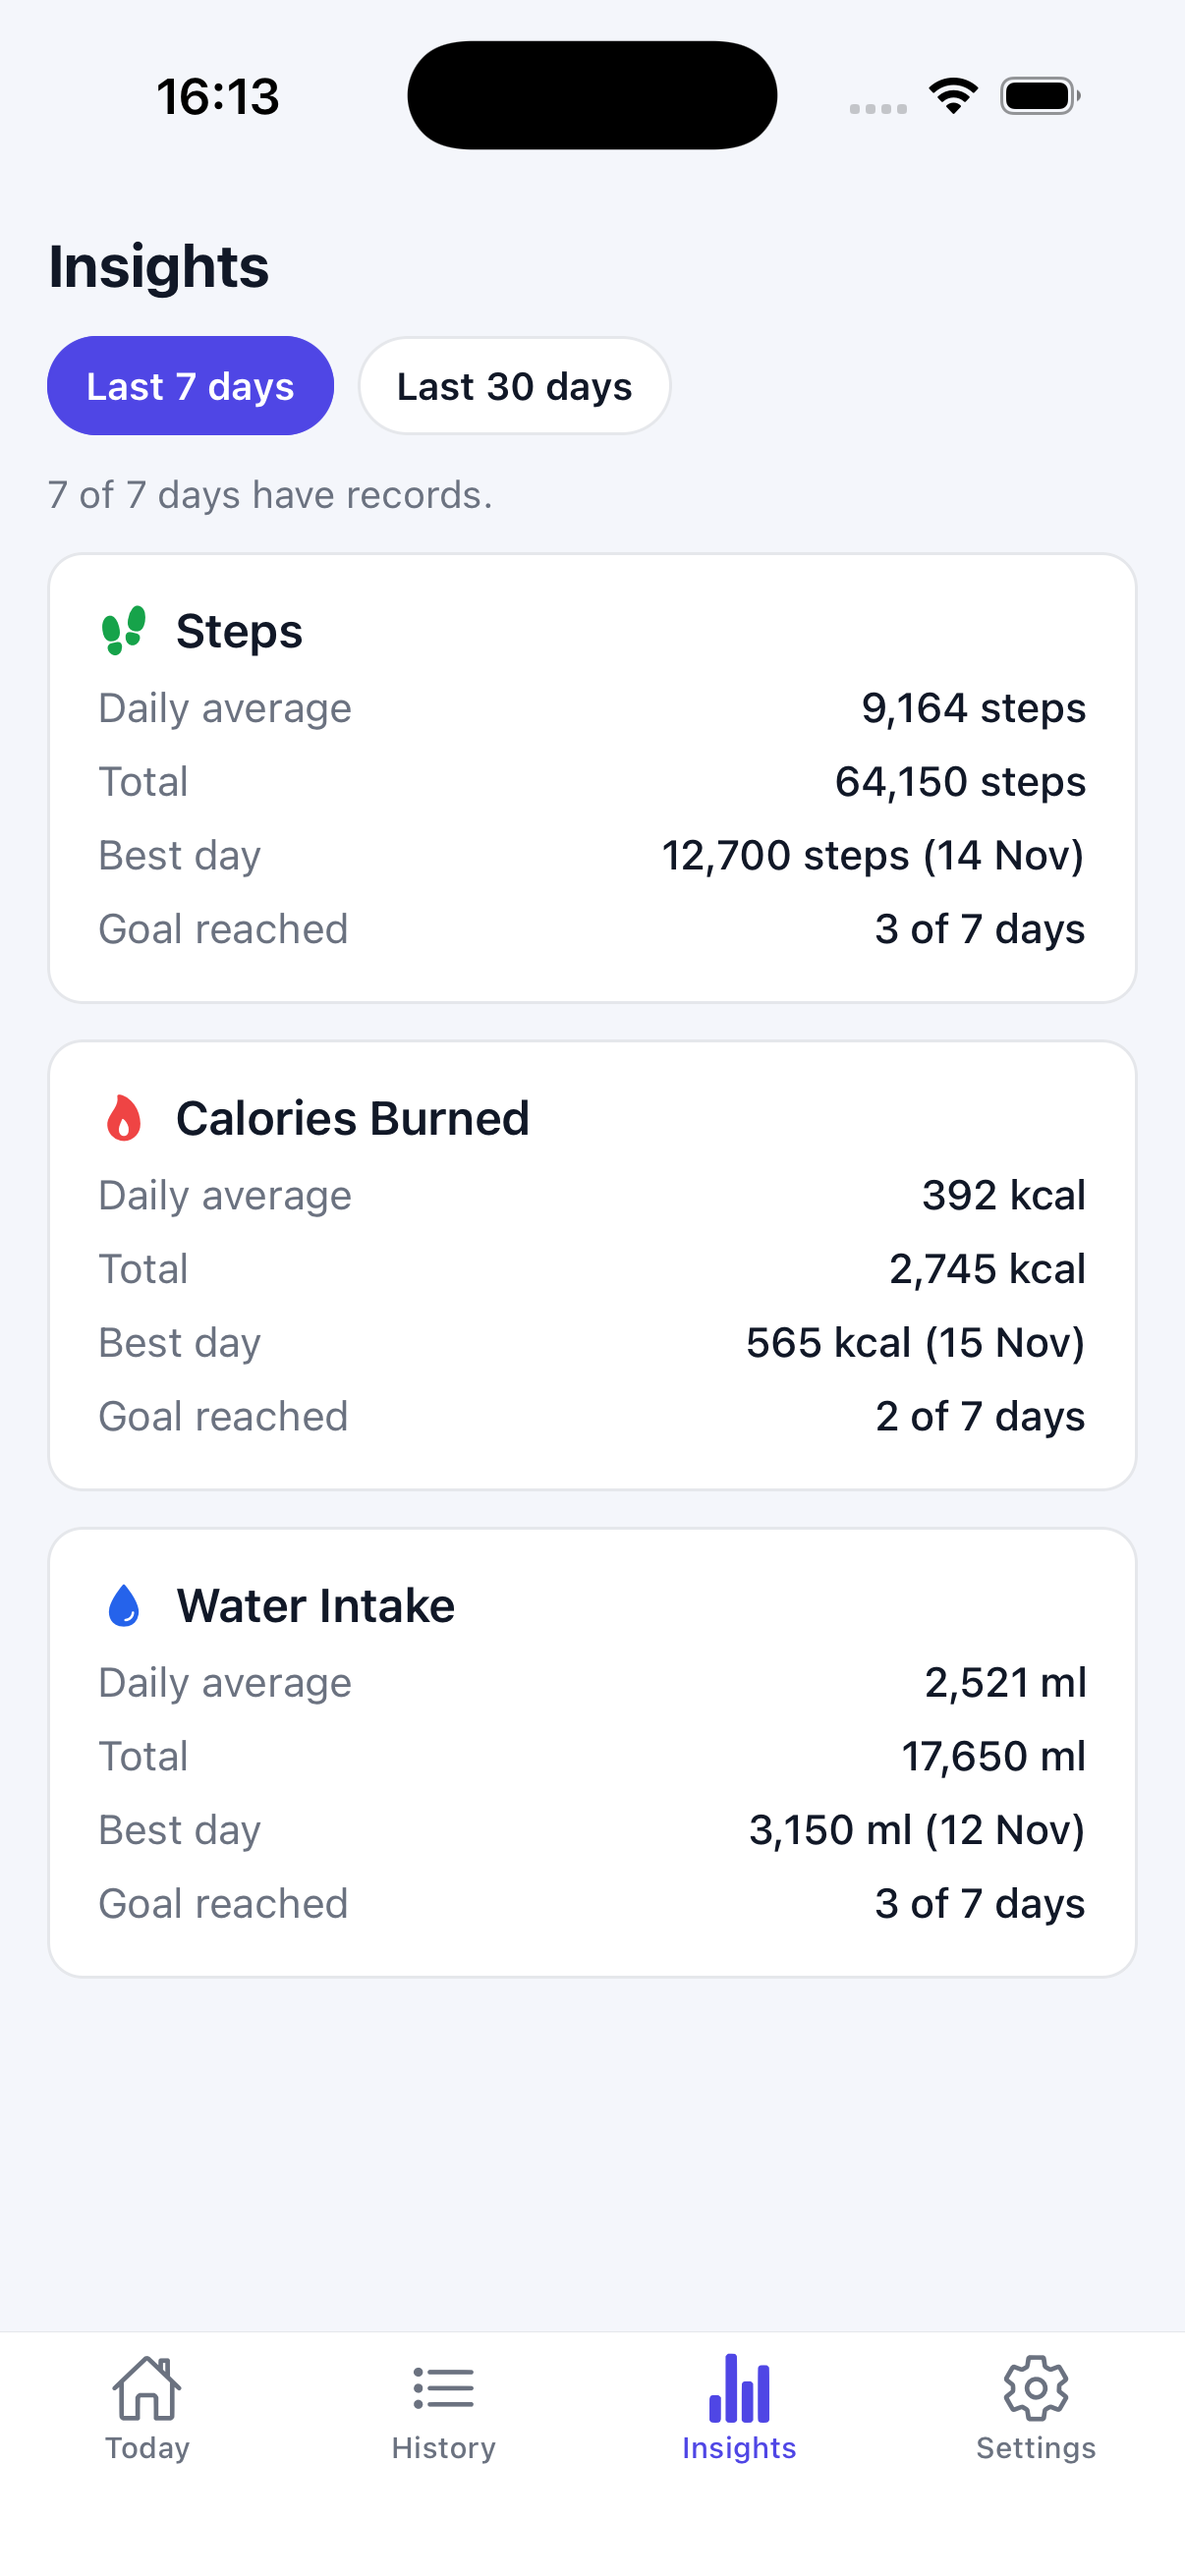 16:13
Insights
Last 7 days
Last 30 days
7 of 7 days have records.
Steps
Daily average 9,164 steps
Total 64,150 steps
Best day 12,700 steps (14 Nov)
Goal reached 3 of 7 days
Calories Burned
Daily average 392 kcal
Total 2,745 kcal
Best day 565 kcal (15 Nov)
Goal reached 2 of 7 days
Water Intake
Daily average 2,521 ml
Total 17,650 ml
Best day 3,150 ml (12 Nov)
Goal reached 3 of 7 days
Today
History
Insights
Settings